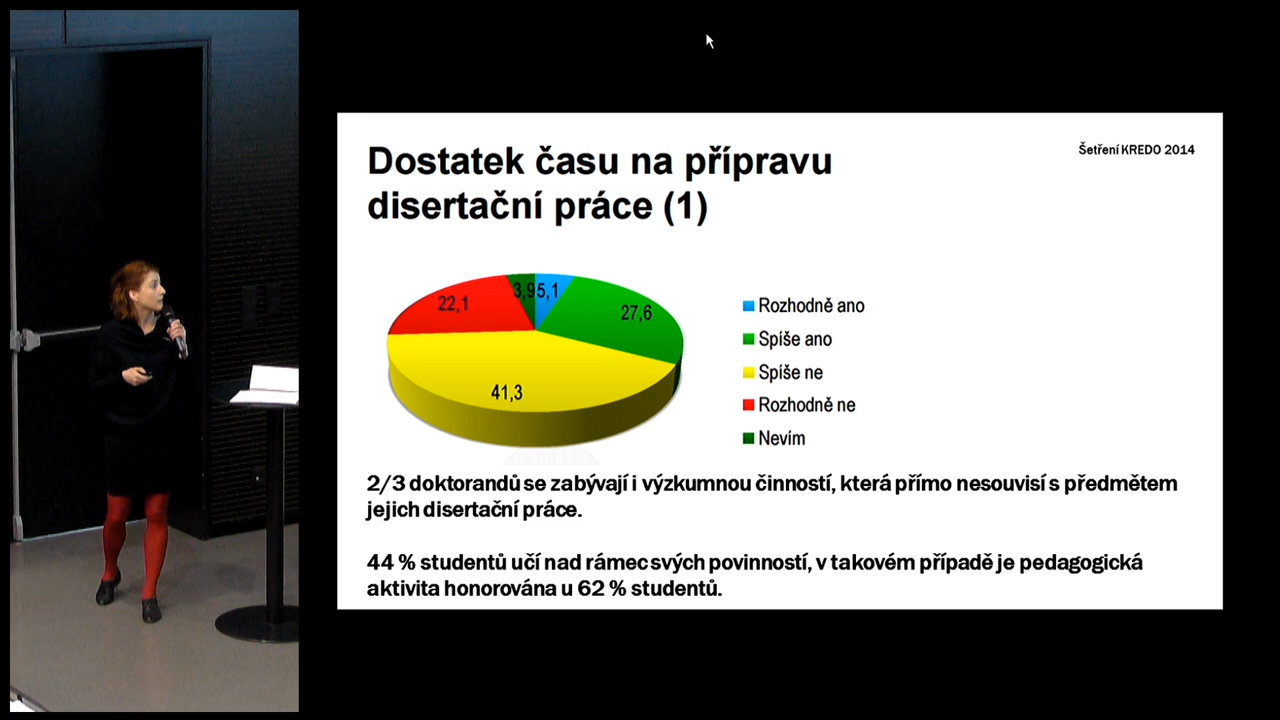 Dostatek času na přípravu
disertační práce (1)
Šetření KREDO 2014
3,9
5,1
22,1
27,6
41,3
Rozhodně ano
Spíše ano
Spíše ne
Rozhodně ne
Nevím
2/3 doktorandů se zabývají i výzkumnou činností, která přímo nesouvisí s předmětem
jejich disertační práce.
44 % studentů učí nad rámec svých povinností, v takovém případě je pedagogická
aktivita honorována u 62 % studentů.